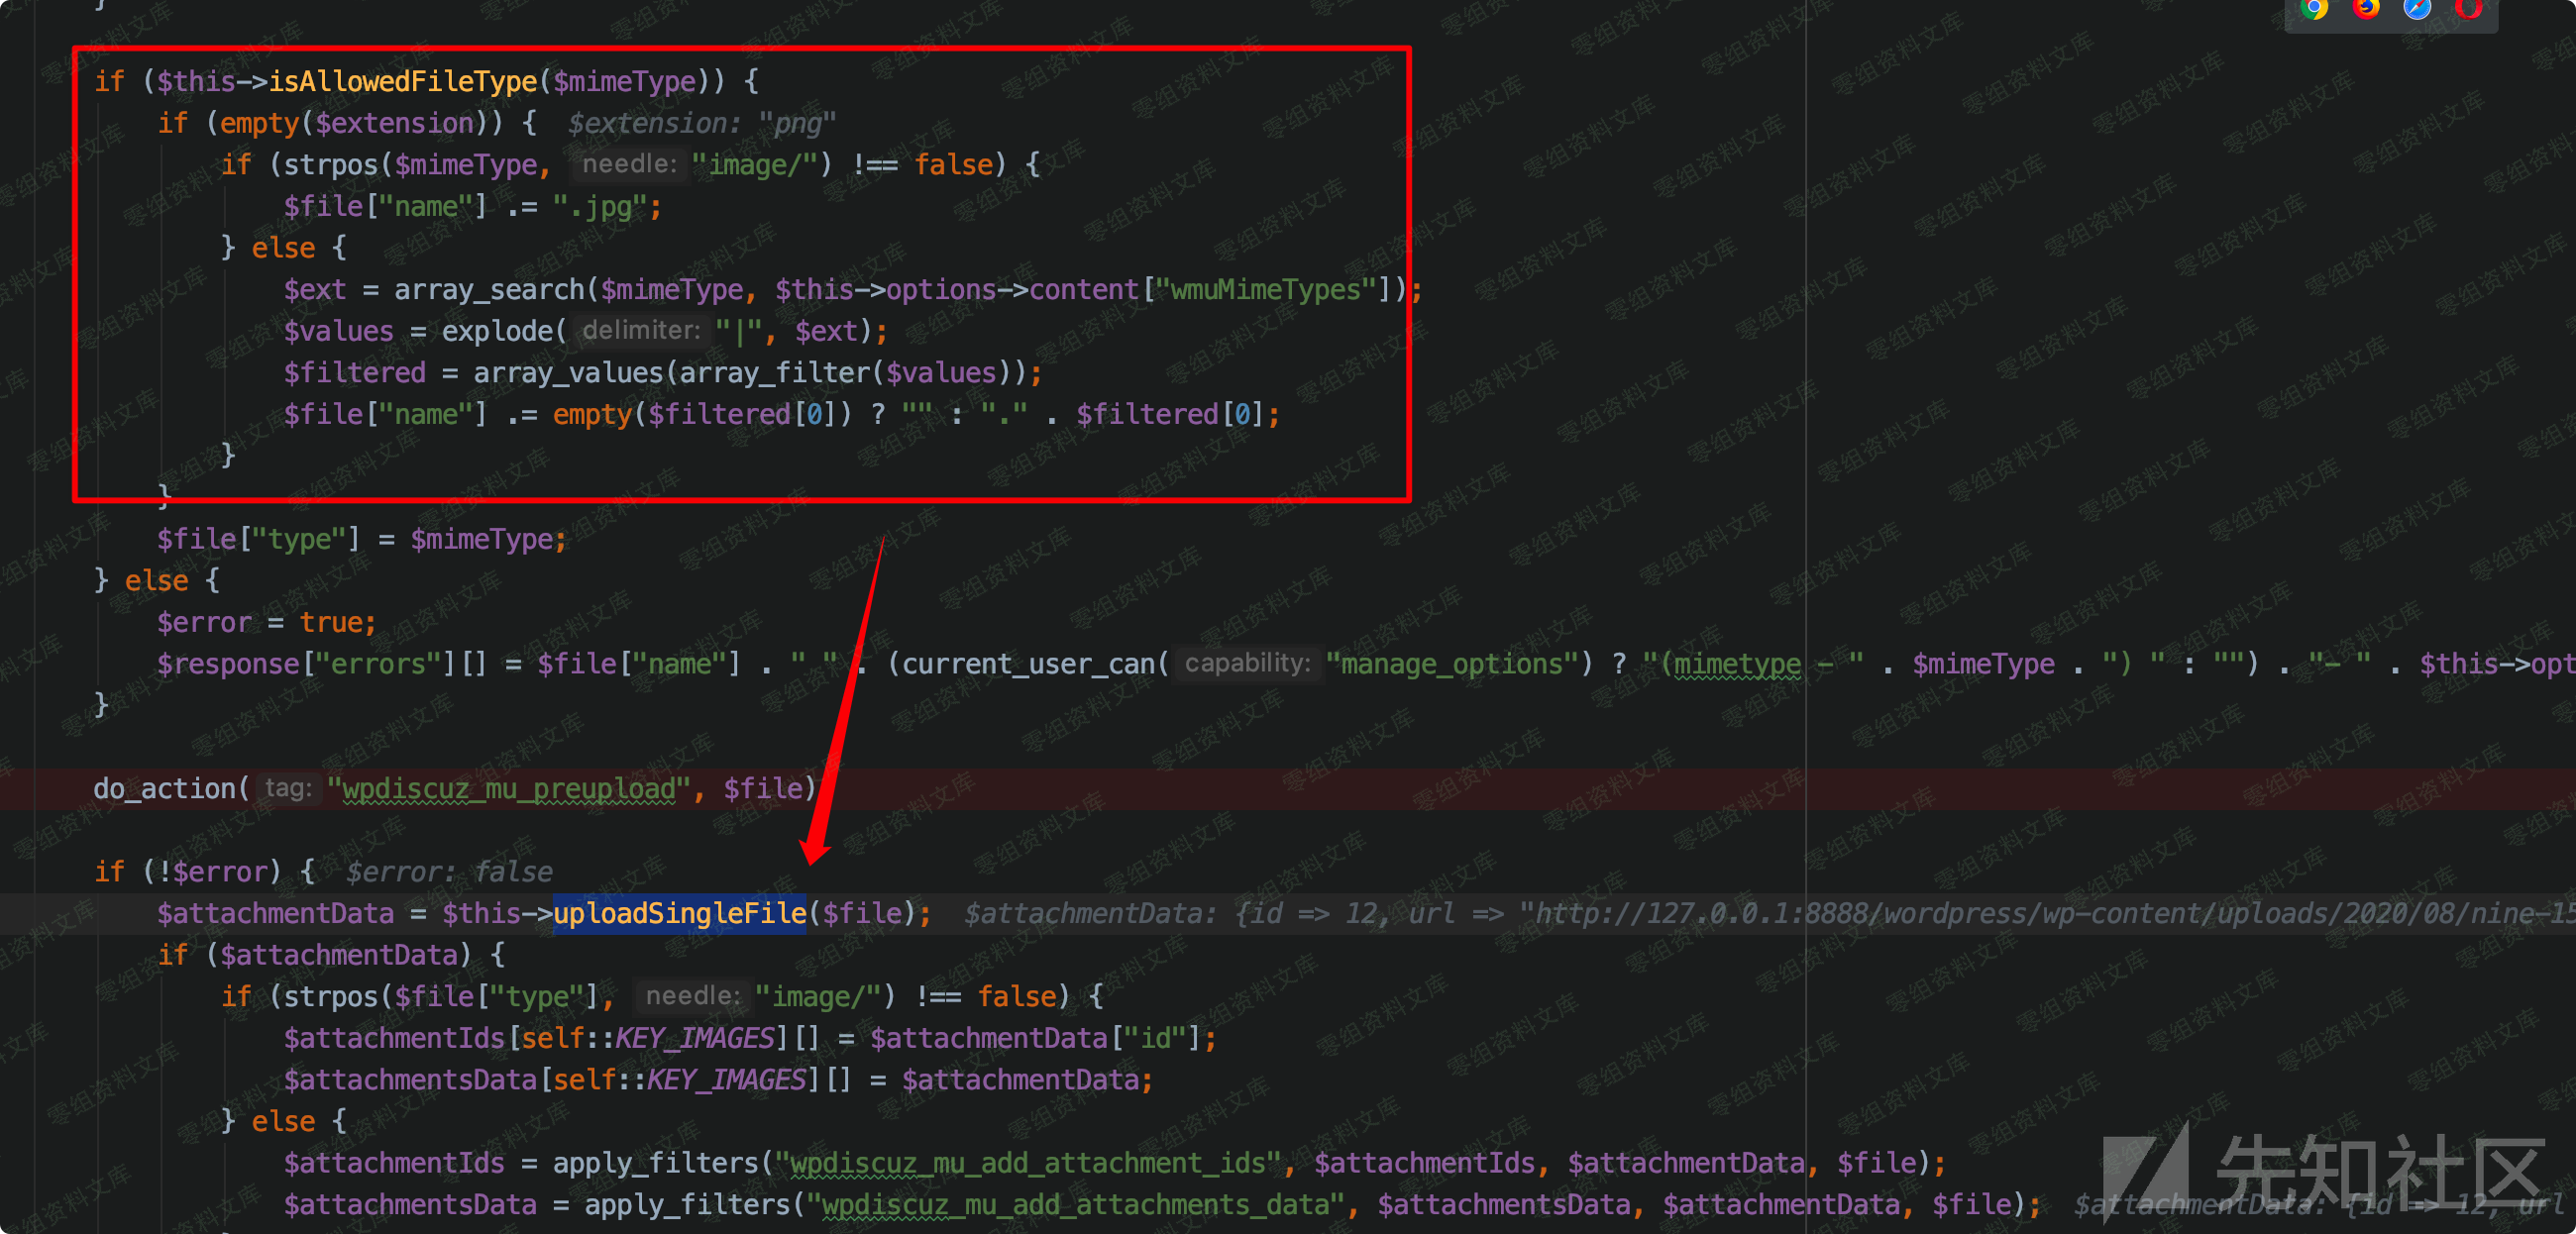 }
if ($this->isAllowedFileType($mimeType)) {
if (empty($extension)) { $extension: "png"
if (strpos($mimeType, needle: "image/") !== false) {
$file["name"] .= ".jpg";
} else {
$ext = array_search($mimeType, $this->options->content["wmuMimeTypes"]);
$values = explode( delimiter: "|", $ext);
$filtered = array_values(array_filter($values));
$file["name"] .= empty($filtered[0]) ? "" : "." . $filtered[0];
}
}
$file["type"] = $mimeType;
} else {
$error = true;
$response["errors"][] = $file["name"] . " " . (current_user_can( capability: "manage_options") ? "(mimetype - " . $mimeType . ") " : "") . "- " . $this->opt
}
do_action( tag: "wpdiscuz_mu_preupload", $file)
if (!$error) { $error: false
$attachmentData = $this->uploadSingleFile($file); $attachmentData: {id => 12, url => "http://127.0.0.1:8888/wordpress/wp-content/uploads/2020/08/nine-15
if ($attachmentData) {
if (strpos($file["type"], needle: "image/") !== false) {
$attachmentIds[self::KEY_IMAGES][] = $attachmentData["id"];
$attachmentsData[self::KEY_IMAGES][] = $attachmentData;
} else {
$attachmentIds = apply_filters("wpdiscuz_mu_add_attachment_ids", $attachmentIds, $attachmentData, $file);
$attachmentsData = apply_filters("wpdiscuz_mu_add_attachments_data", $attachmentsData, $attachmentData, $file); $attachmentData: {id => 12, url
先知社区
零组资料文库